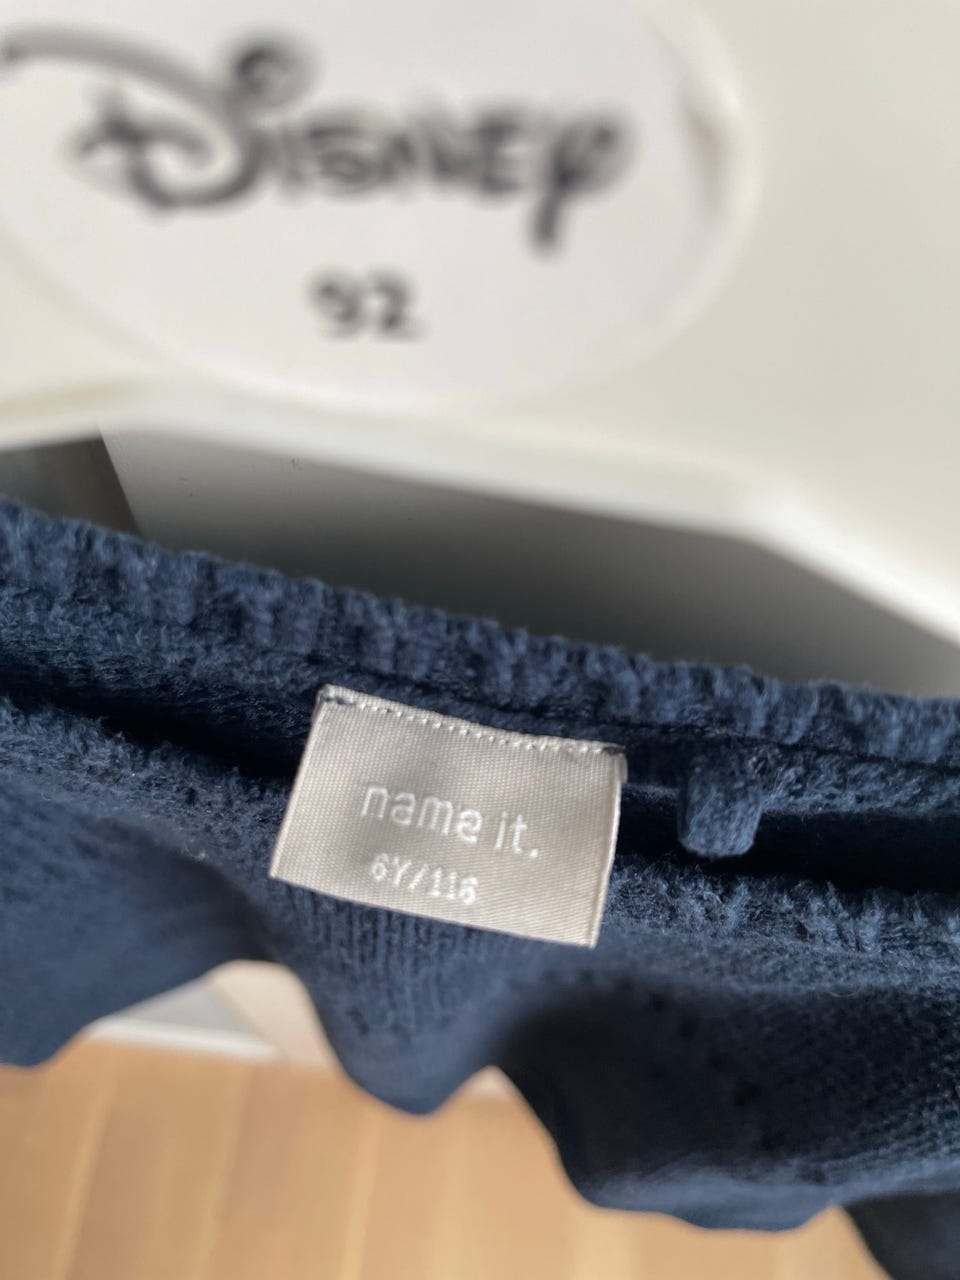 Disney
92
name it.
6Y/116